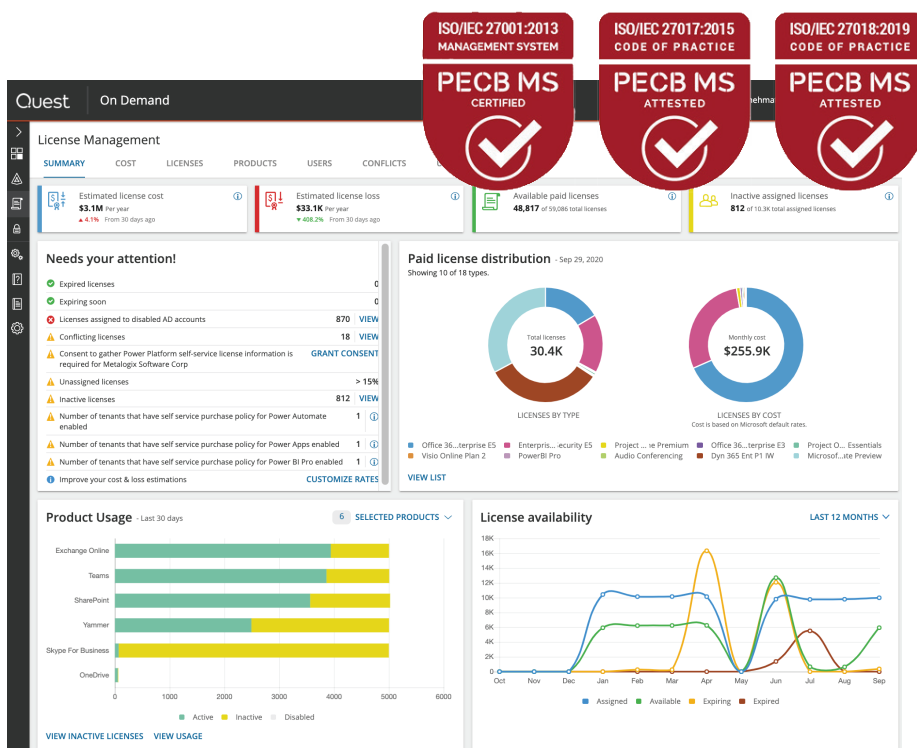 ISO/IEC 27001:2013
MANAGEMENT SYSTEM
PECB MS
CERTIFIED
ISO/IEC 27017:2015
CODE OF PRACTICE
PECB MS
ATTESTED
ISO/IEC 27018:2019
CODE OF PRACTICE
PECB MS
ATTESTED
Quest On Demand
License Management
SUMMARY COST LICENSES PRODUCTS USERS CONFLICTS
Estimated license cost
$3.1M Per year
▲ 4.1% From 30 days ago
Estimated license loss
$33.1K Per year
▼ 408.2% From 30 days ago
Available paid licenses
48,817 of 59,086 total licenses
Inactive assigned licenses
812 of 10.3K total assigned licenses
Needs your attention!
Expired licenses 0
Expiring soon 0
Licenses assigned to disabled AD accounts 870 VIEW
Conflicting licenses 18 VIEW
Consent to gather Power Platform self-service license information is GRANT CONSENT
required for Metalogix Software Corp
Unassigned licenses > 15%
Inactive licenses 812 VIEW
Number of tenants that have self service purchase policy for Power Automate 1
enabled
Number of tenants that have self service purchase policy for Power Apps enabled 1
Number of tenants that have self service purchase policy for Power BI Pro enabled 1
Improve your cost & loss estimations CUSTOMIZE RATES
Paid license distribution - Sep 29, 2020
Showing 10 of 18 types.
Total licenses
30.4K
LICENSES BY TYPE
Monthly cost
$255.9K
LICENSES BY COST
Cost is based on Microsoft default rates.
Office 36...terprise E5 Enterpris... ecurity E5 Project ... ne Premium Office 36...terprise E3 Project O... Essentials
Visio Online Plan 2 PowerBI Pro Audio Conferencing Dyn 365 Ent P1 IW Microsof...ite Preview
VIEW LIST
Product Usage - Last 30 days 6 SELECTED PRODUCTS
Exchange Online
Teams
SharePoint
Yammer
Skype For Business
OneDrive
0 1000 2000 3000 4000 5000 6000
Active Inactive Disabled
VIEW INACTIVE LICENSES VIEW USAGE
License availability LAST 12 MONTHS
18K
16K
14K
12K
10K
8K
6K
4K
2K
0
Oct Nov Dec Jan Feb Mar Apr May Jun Jul Aug Sep
Assigned Available Expiring Expired